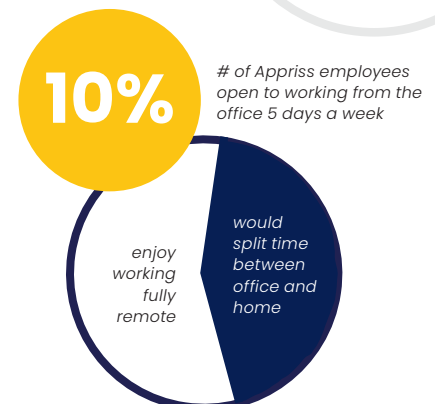 10%
# of Appriss employees
open to working from the
office 5 days a week
would
split time
between
office and
home
enjoy
working
fully
remote